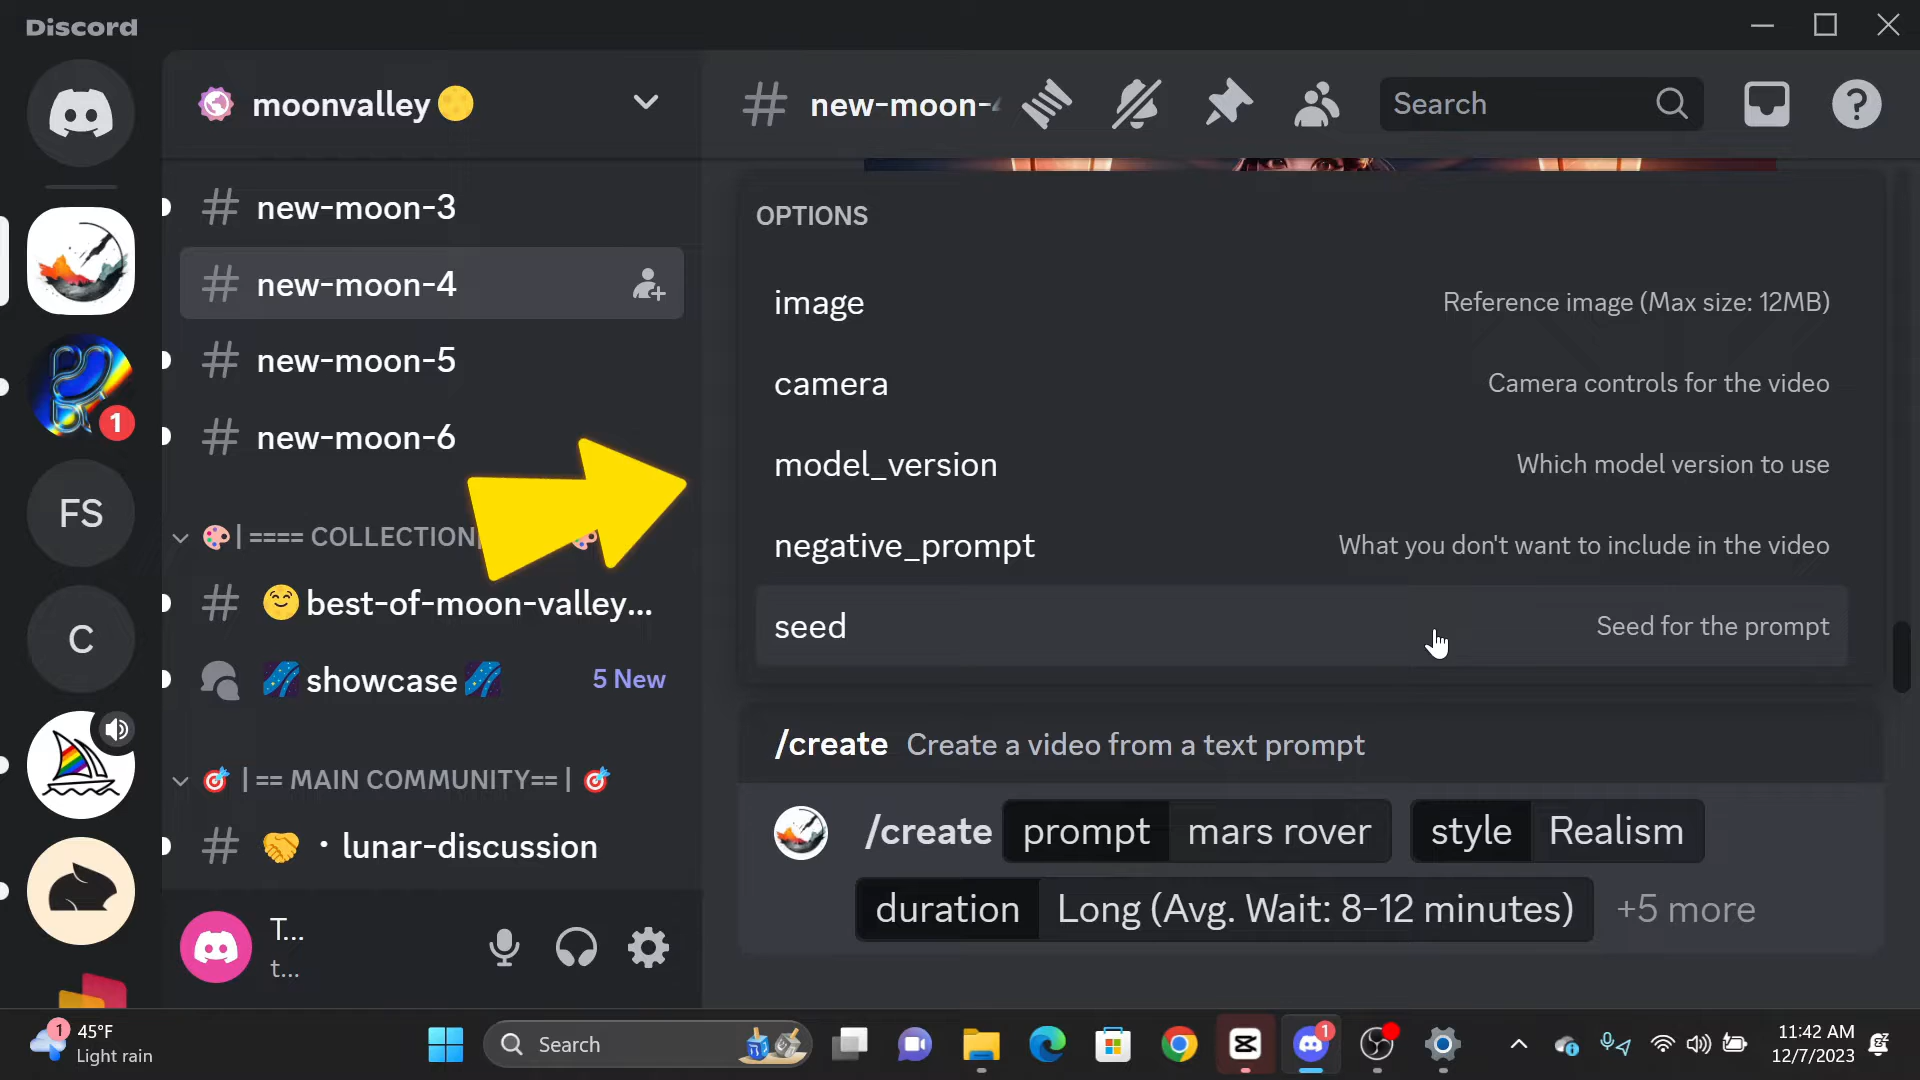 Discord
moonvalley
new-moon-
Search
new-moon-3
new-moon-4
new-moon-5
new-moon-6
| ==== COLLECTION
best-of-moon-valley...
showcase
5 New
| == MAIN COMMUNITY== |
· lunar-discussion
1
FS
C
T...
t...
OPTIONS
image
Reference image (Max size: 12MB)
camera
Camera controls for the video
model_version
Which model version to use
negative_prompt
What you don't want to include in the video
seed
Seed for the prompt
/create Create a video from a text prompt
/create prompt mars rover style Realism
duration Long (Avg. Wait: 8-12 minutes) +5 more
1
45°F
Light rain
Search
1
11:42 AM
12/7/2023